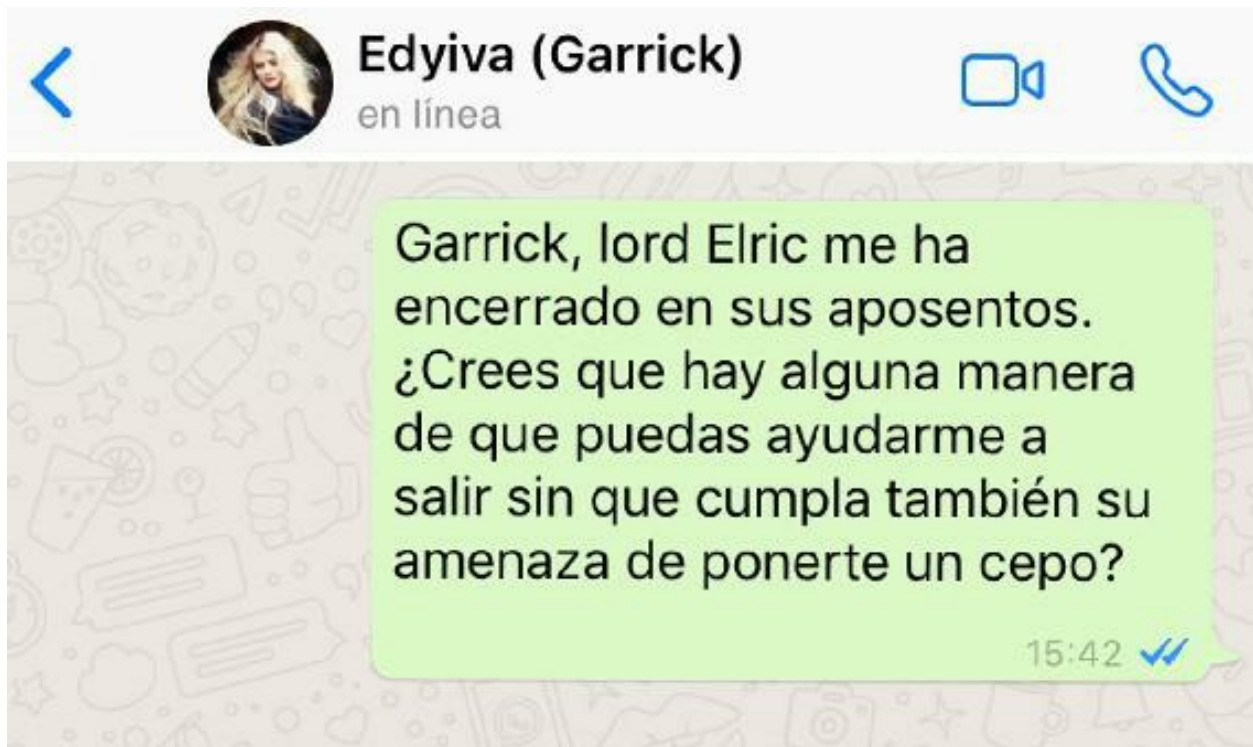 Edyiva (Garrick)
en línea
Garrick, lord Elric me ha
encerrado en sus aposentos.
¿Crees que hay alguna manera
de que puedas ayudarme a
salir sin que cumpla también su
amenaza de ponerte un cepo?
15:42